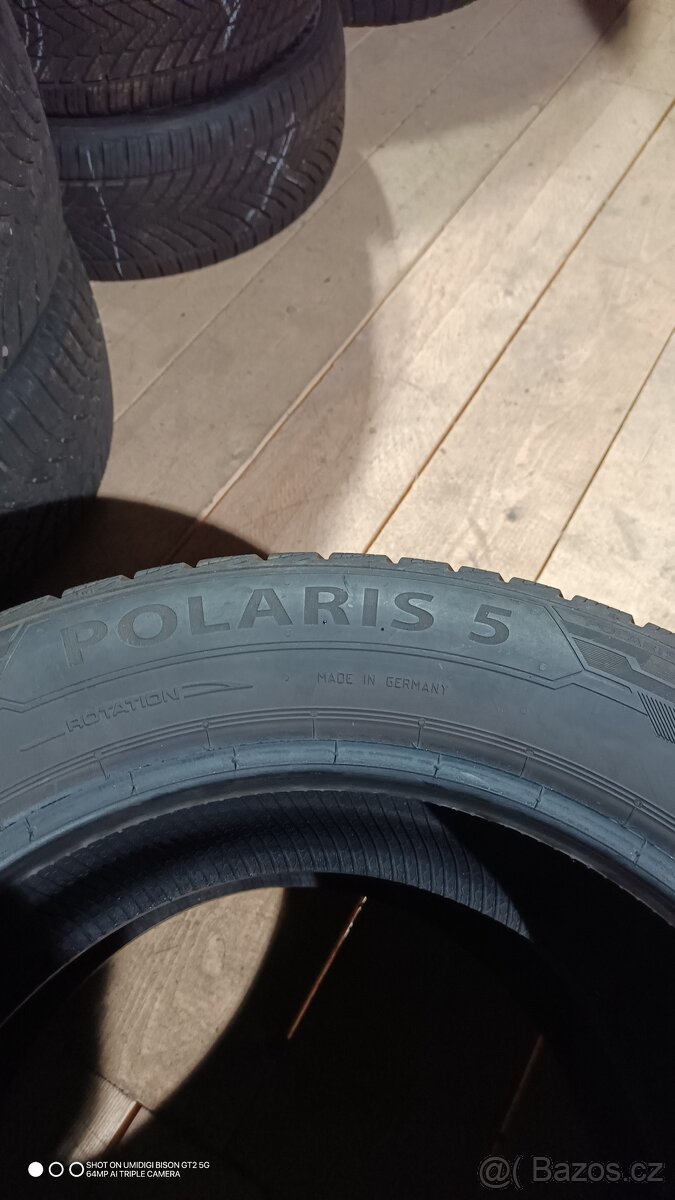 POLARIS 5
ROTATION
MADE IN GERMANY
SHOT ON UMIDIGI BISON GT2 5G
64MP AI TRIPLE CAMERA
@ Bazos.cz